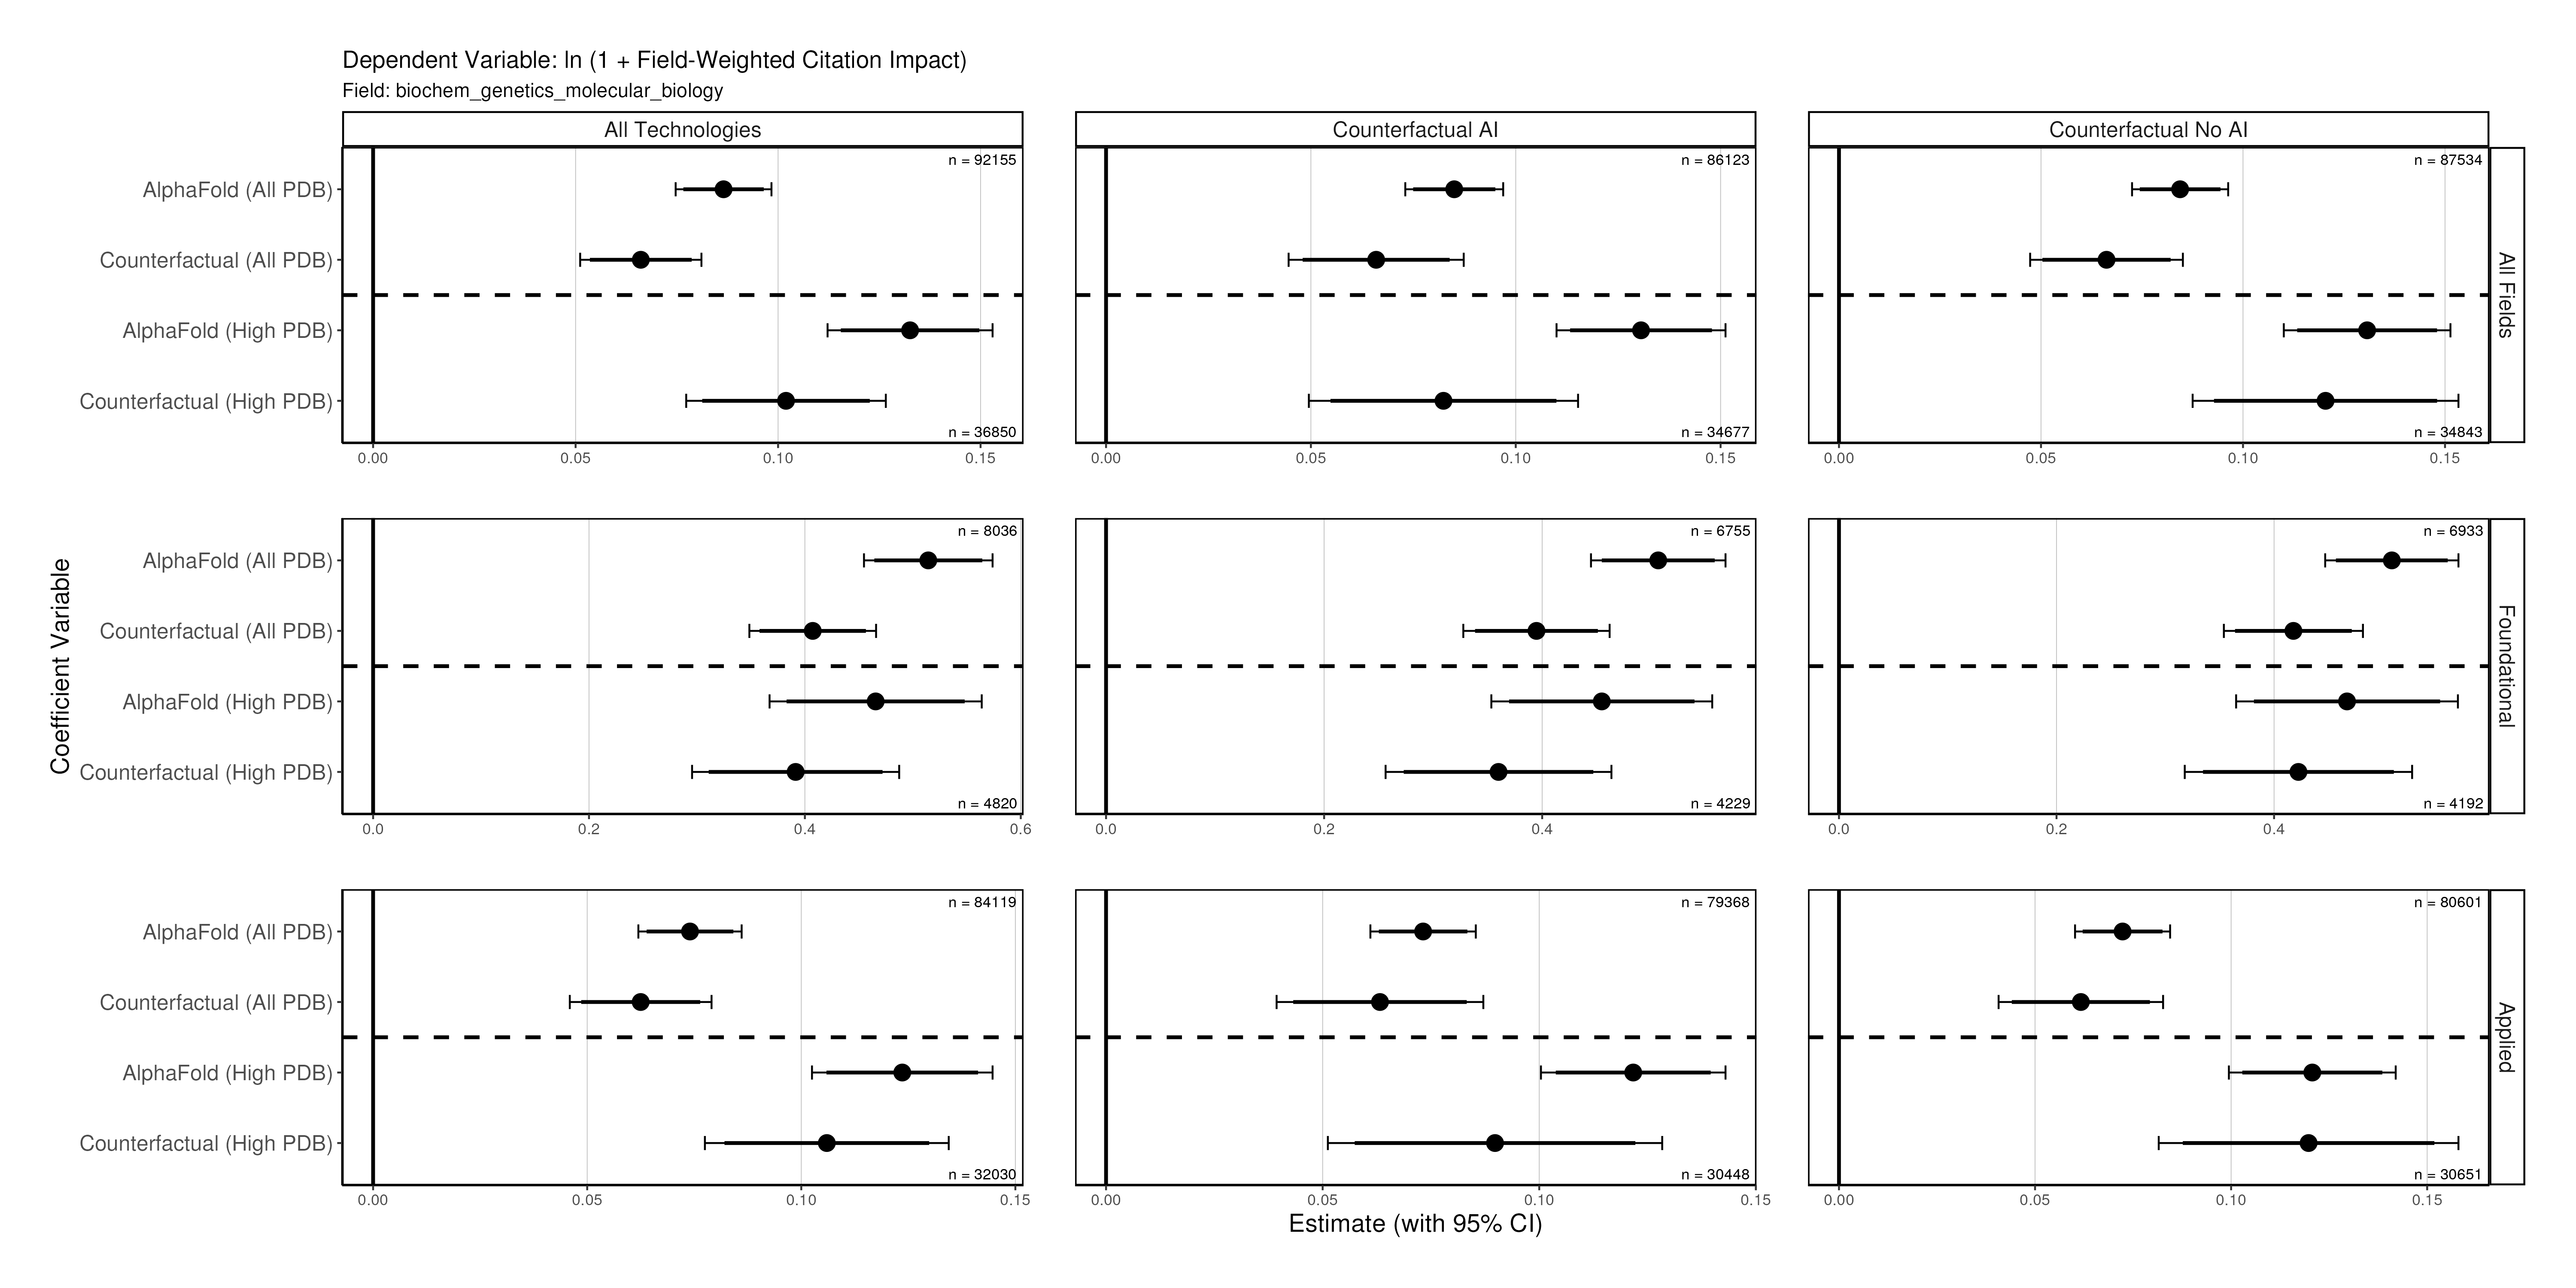 Dependent Variable: ln (1 + Field-Weighted Citation Impact)
Field: biochem_genetics_molecular_biology
All Technologies
Counterfactual AI
Counterfactual No AI
AlphaFold (All PDB)
Counterfactual (All PDB)
AlphaFold (High PDB)
Counterfactual (High PDB)
n = 92155
n = 36850
0.00 0.05 0.10 0.15
n = 86123
n = 34677
0.00 0.05 0.10 0.15
n = 87534
n = 34843
0.00 0.05 0.10 0.15
All Fields
Coefficient Variable
AlphaFold (All PDB)
Counterfactual (All PDB)
AlphaFold (High PDB)
Counterfactual (High PDB)
n = 8036
n = 4820
0.0 0.2 0.4 0.6
n = 6755
n = 4229
0.0 0.2 0.4
n = 6933
n = 4192
0.0 0.2 0.4
Foundational
AlphaFold (All PDB)
Counterfactual (All PDB)
AlphaFold (High PDB)
Counterfactual (High PDB)
n = 84119
n = 32030
0.00 0.05 0.10 0.15
n = 79368
n = 30448
0.00 0.05 0.10 0.15
n = 80601
n = 30651
0.00 0.05 0.10 0.15
Applied
Estimate (with 95% CI)